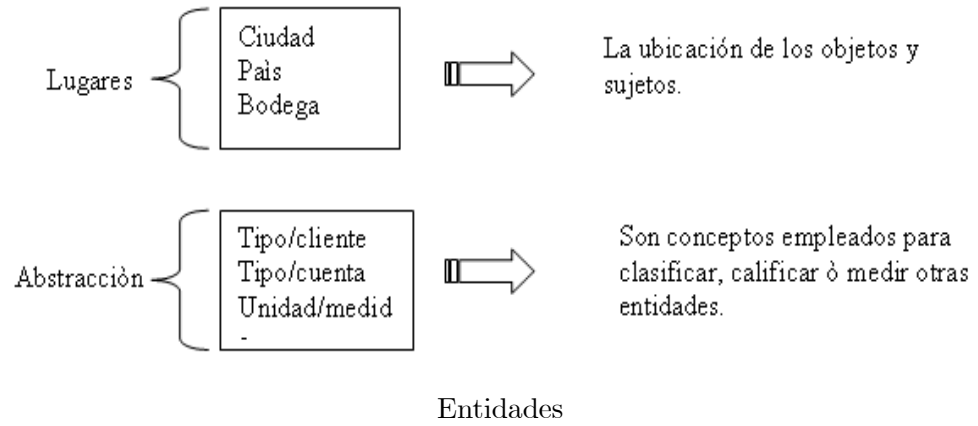 Lugares
Ciudad
Paìs
Bodega
La ubicación de los objetos y
sujetos.
Abstracciòn
Tipo/cliente
Tipo/cuenta
Unidad/medid
-
Son conceptos empleados para
clasificar, calificar ò medir otras
entidades.
Entidades